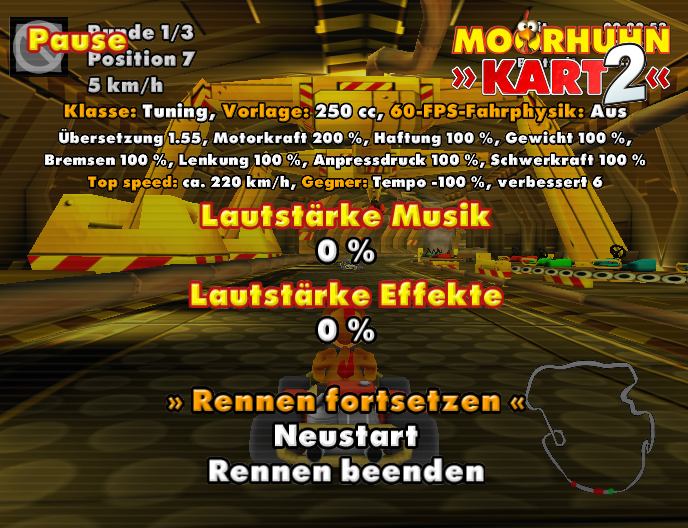 Pause
Runde 1/3
Position 7
5 km/h
MOORHUHN
» KART 2 «
Klasse: Tuning, Vorlage: 250 cc, 60-FPS-Fahrphysik: Aus
Übersetzung 1.55, Motorkraft 200 %, Haftung 100 %, Gewicht 100 %,
Bremsen 100 %, Lenkung 100 %, Anpressdruck 100 %, Schwerkraft 100 %
Top speed: ca. 220 km/h, Gegner: Tempo -100 %, verbessert 6
Lautstärke Musik
0 %
Lautstärke Effekte
0 %
» Rennen fortsetzen «
Neustart
Rennen beenden